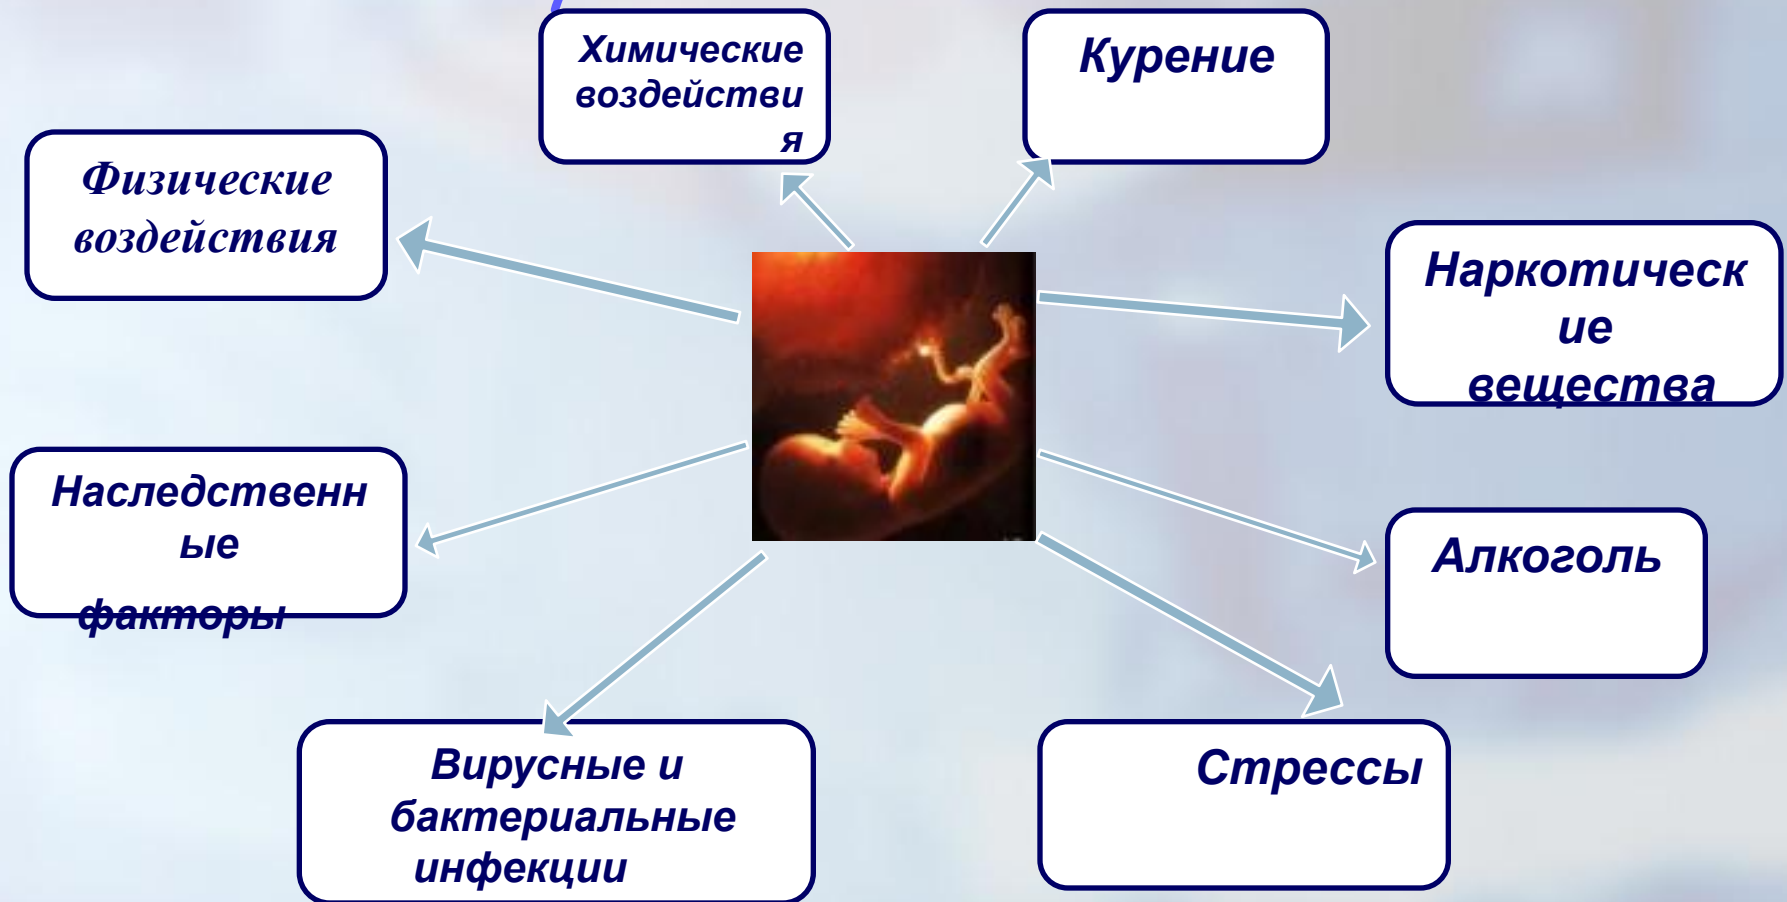 Химические
воздействи
я
Курение
Физические
воздействия
Наркотическ
ие
вещества
Наследственн
ые
факторы
Алкоголь
Вирусные и
бактериальные
инфекции
Стрессы